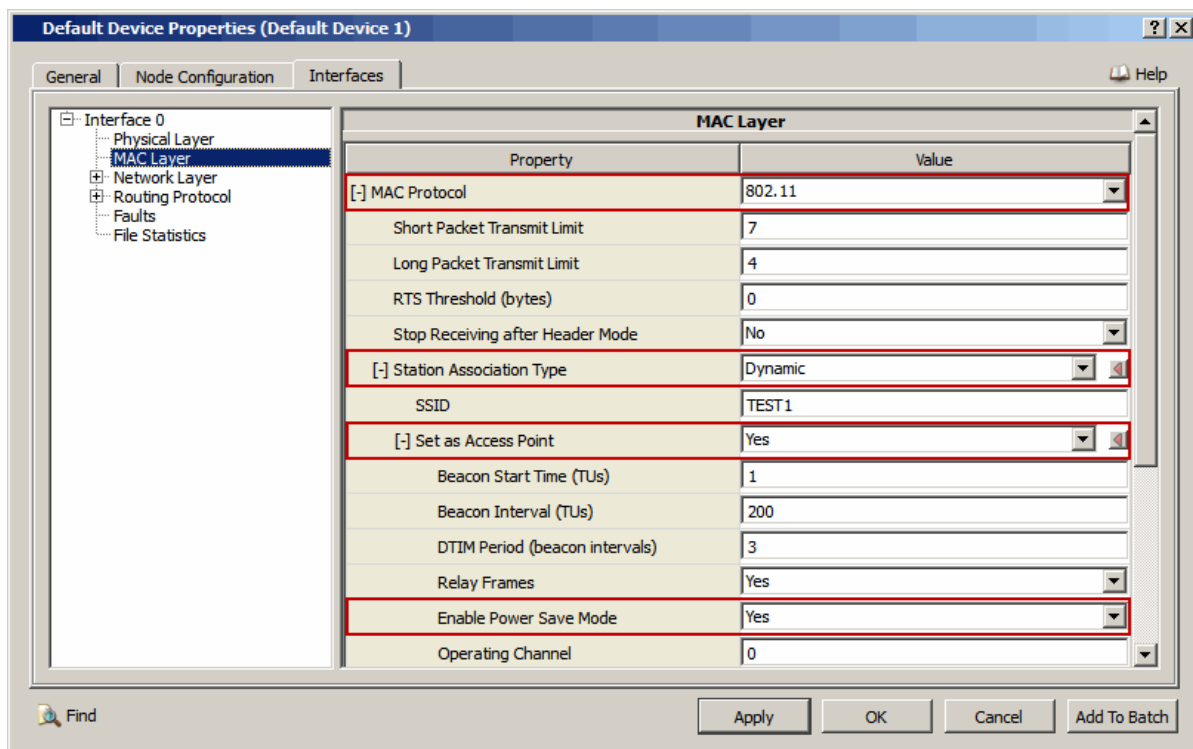 Default Device Properties (Default Device 1)
General
Node Configuration
Interfaces
Help
Interface 0
Physical Layer
MAC Layer
Network Layer
Routing Protocol
Faults
File Statistics
MAC Layer
Property Value
[-] MAC Protocol 802.11
Short Packet Transmit Limit 7
Long Packet Transmit Limit 4
RTS Threshold (bytes) 0
Stop Receiving after Header Mode No
[-] Station Association Type Dynamic
SSID TEST1
[-] Set as Access Point Yes
Beacon Start Time (TUs) 1
Beacon Interval (TUs) 200
DTIM Period (beacon intervals) 3
Relay Frames Yes
Enable Power Save Mode Yes
Operating Channel 0
Find
Apply
OK
Cancel
Add To Batch